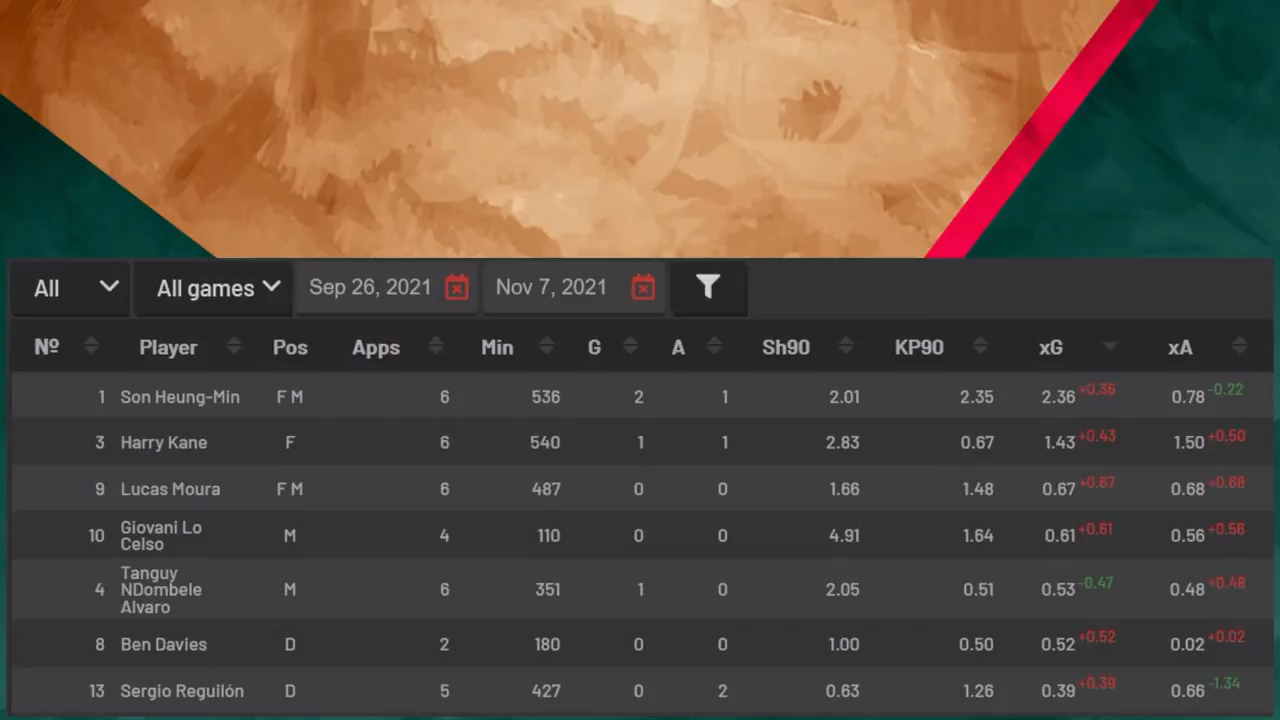 All All games Sep 26, 2021 Nov 7, 2021
Nº Player Pos Apps Min G A Sh90 KP90 xG xA
1 Son Heung-Min F M 6 536 2 1 2.01 2.35 2.36 +0.36 0.78 -0.22
3 Harry Kane F 6 540 1 1 2.83 0.67 1.43 +0.43 1.50 +0.50
9 Lucas Moura F M 6 487 0 0 1.66 1.48 0.67 +0.67 0.68 +0.68
10 Giovani Lo
Celso M 4 110 0 0 4.91 1.64 0.61 +0.61 0.56 +0.56
4 Tanguy
NDombele
Alvaro M 6 351 1 0 2.05 0.51 0.53 -0.47 0.48 +0.48
8 Ben Davies D 2 180 0 0 1.00 0.50 0.52 +0.52 0.02 +0.02
13 Sergio Reguilón D 5 427 0 2 0.63 1.26 0.39 +0.39 0.66 -1.34